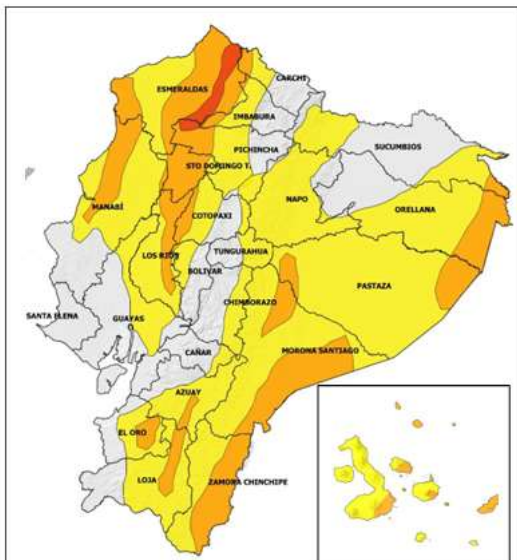 CARCHI
ESMERALDAS
IMBABURA
PICHINCHA
SUCUMBIOS
STO DOMINGO T.
NAPO
MANABÍ
ORELLANA
COTOPAXI
LOS RIOS
TUNGURAHUA
BOLIVAR
PASTAZA
CHIMBORAZO
SANTA ELENA
GUAYAS
MORONA SANTIAGO
CAÑAR
AZUAY
EL ORO
LOJA
ZAMORA CHINCHIPE